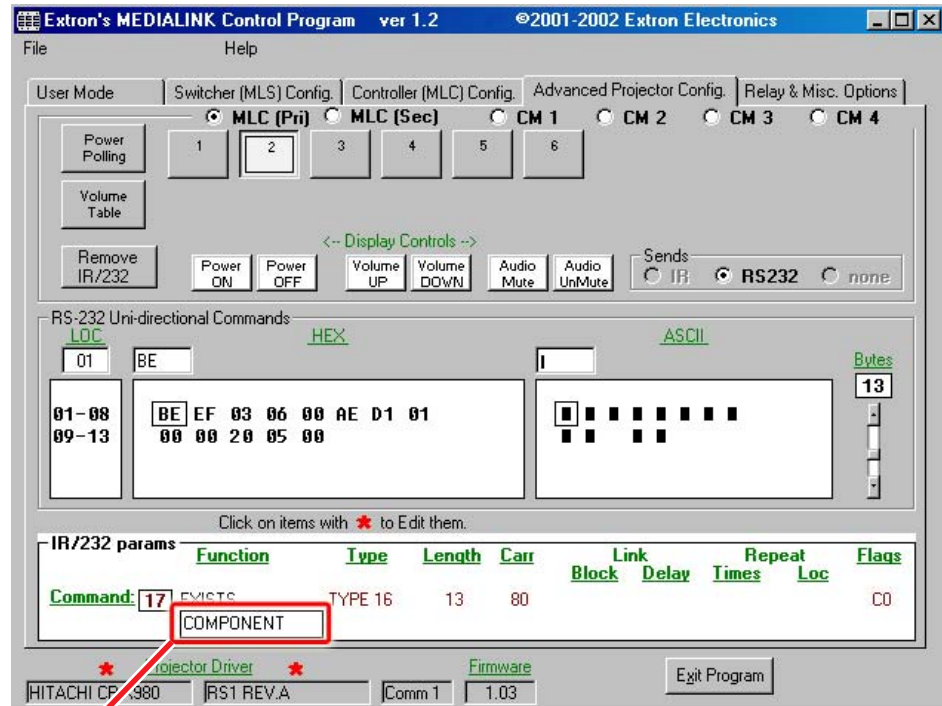 Extron's MEDIALINK Control Program ver 1.2 ©2001-2002 Extron Electronics
File Help
User Mode Switcher (MLS) Config. Controller (MLC) Config. Advanced Projector Config. Relay & Misc. Options
MLC (Pri) MLC (Sec) CM 1 CM 2 CM 3 CM 4
Power Polling
1 2 3 4 5 6
Volume Table
<-- Display Controls -->
Remove IR/232
Power ON
Power OFF
Volume UP
Volume DOWN
Audio Mute
Audio UnMute
Sends
IR RS232 none
RS-232 Uni-directional Commands
LOC HEX ASCII Bytes
01 BE 13
01-08 BE EF 03 06 00 AE D1 01
09-13 00 00 20 05 00
Click on items with * to Edit them.
IR/232 params
Function Type Length Carr Link Block Delay Repeat Times Loc Flags
Command: 17 EXISTS TYPE 16 13 80 C0
COMPONENT
* Projector Driver * Firmware
HITACHI RS1 REV.A Comm 1 1.03
Exit Program